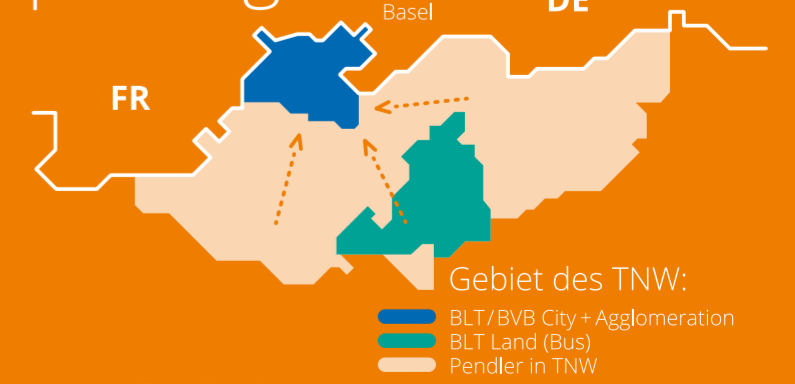 Basel
DE
FR
Gebiet des TNW:
BLT/BVB City + Agglomeration
BLT Land (Bus)
Pendler in TNW